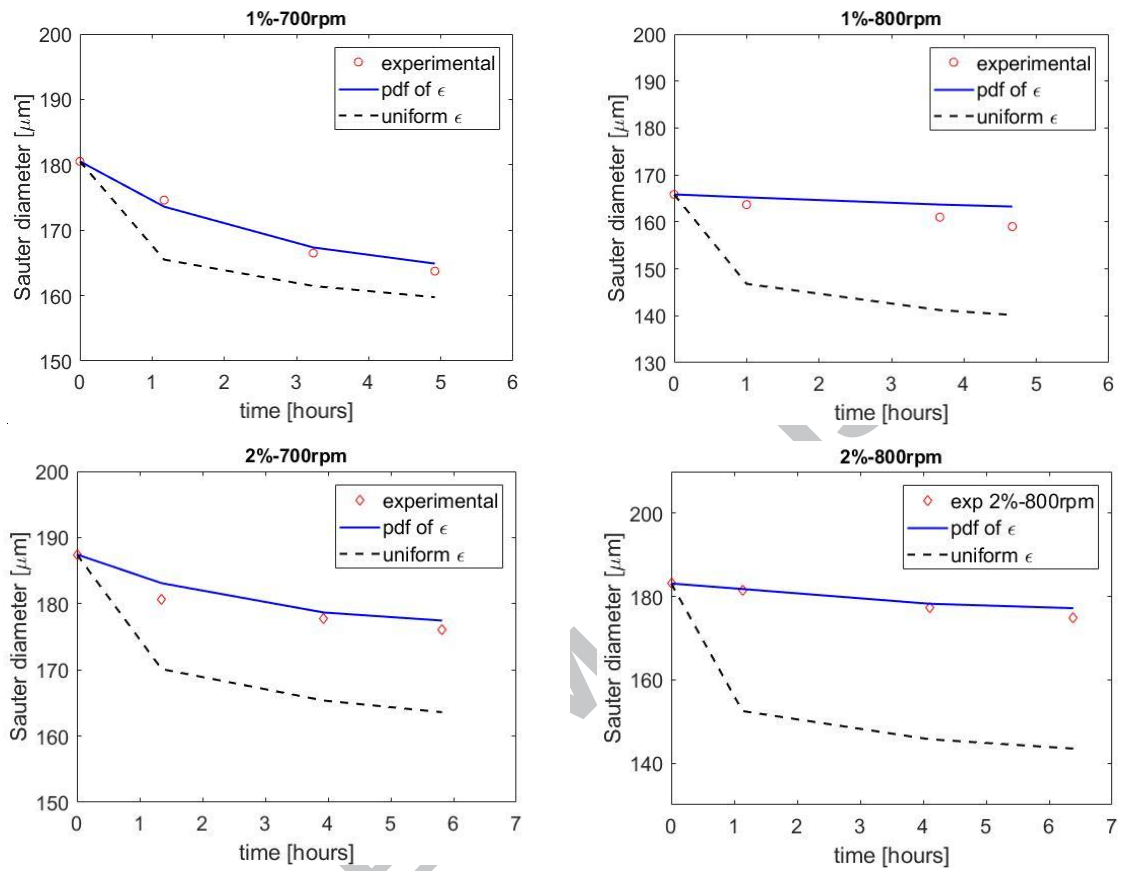 1%-700rpm
200
190
180
170
160
150
Sauter diameter [μm]
experimental
pdf of ϵ
uniform ϵ
0 1 2 3 4 5 6
time [hours]
1%-800rpm
200
190
180
170
160
150
140
130
Sauter diameter [μm]
experimental
pdf of ϵ
uniform ϵ
0 1 2 3 4 5 6
time [hours]
2%-700rpm
200
190
180
170
160
150
Sauter diameter [μm]
experimental
pdf of ϵ
uniform ϵ
0 1 2 3 4 5 6 7
time [hours]
2%-800rpm
200
180
160
140
Sauter diameter [μm]
exp 2%-800rpm
pdf of ϵ
uniform ϵ
0 1 2 3 4 5 6 7
time [hours]